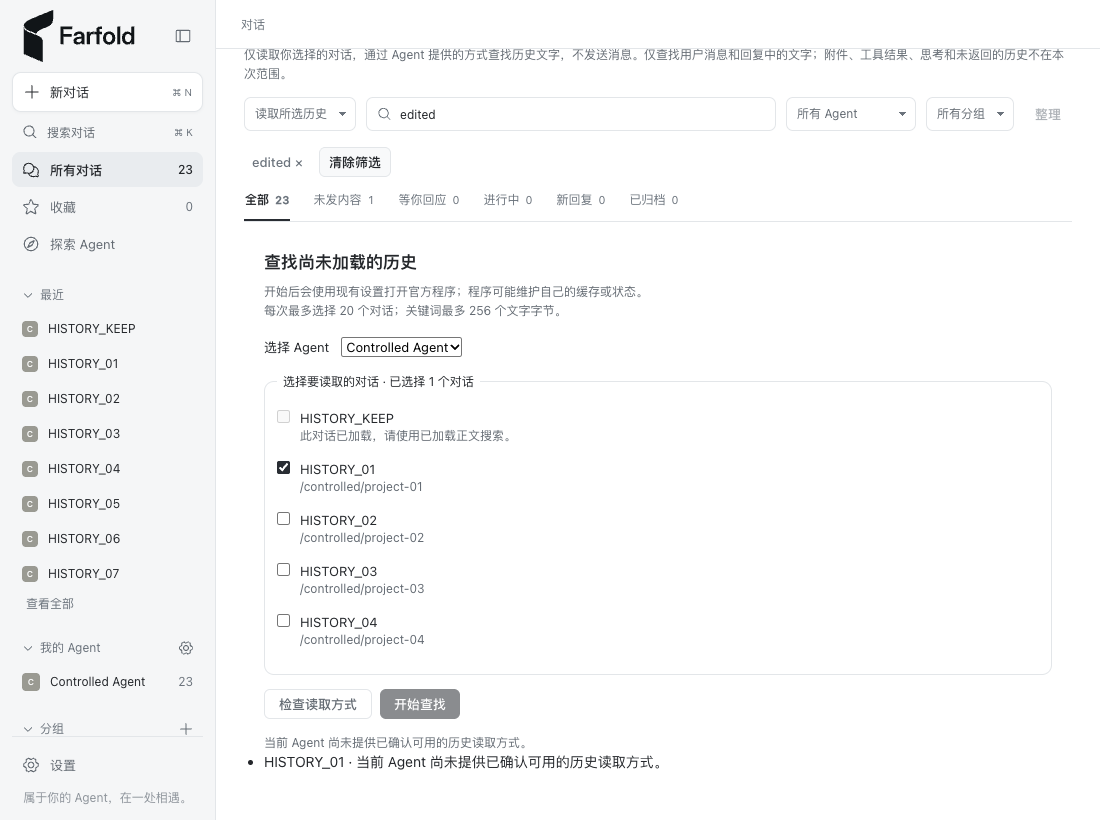 Farfold
新对话 ⌘ N
搜索对话 ⌘ K
所有对话 23
收藏 0
探索 Agent
最近
C HISTORY_KEEP
C HISTORY_01
C HISTORY_02
C HISTORY_03
C HISTORY_04
C HISTORY_05
C HISTORY_06
C HISTORY_07
查看全部
我的 Agent
C Controlled Agent 23
分组
设置
属于你的 Agent，在一处相遇。
对话
仅读取你选择的对话，通过 Agent 提供的方式查找历史文字，不发送消息。仅查找用户消息和回复中的文字；附件、工具结果、思考和未返回的历史不在本
次范围。
读取所选历史 edited 所有 Agent 所有分组 整理
edited × 清除筛选
全部 23 未发内容 1 等你回应 0 进行中 0 新回复 0 已归档 0
查找尚未加载的历史
开始后会使用现有设置打开官方程序；程序可能维护自己的缓存或状态。
每次最多选择 20 个对话；关键词最多 256 个文字字节。
选择 Agent Controlled Agent
选择要读取的对话 · 已选择 1 个对话
HISTORY_KEEP
此对话已加载，请使用已加载正文搜索。
HISTORY_01
/controlled/project-01
HISTORY_02
/controlled/project-02
HISTORY_03
/controlled/project-03
HISTORY_04
/controlled/project-04
检查读取方式 开始查找
当前 Agent 尚未提供已确认可用的历史读取方式。
• HISTORY_01 · 当前 Agent 尚未提供已确认可用的历史读取方式。